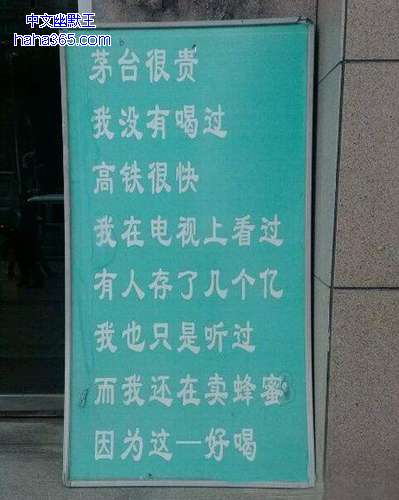 中文幽默王
haha365.com
茅台很贵
我没有喝过
高铁很快
我在电视上看过
有人存了几个亿
我也只是听过
而我还在卖蜂蜜
因为这一好喝